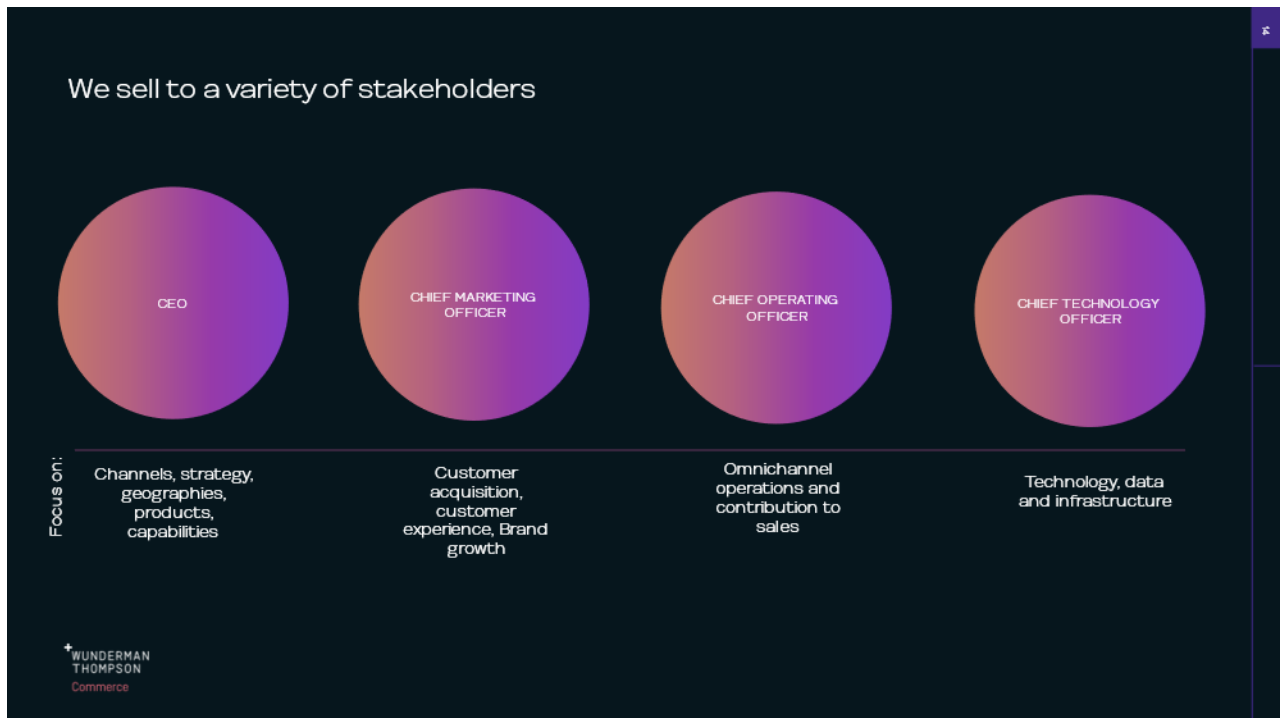 We sell to a variety of stakeholders
CEO
CHIEF MARKETING
OFFICER
CHIEF OPERATING
OFFICER
CHIEF TECHNOLOGY
OFFICER
Focus on:
Channels, strategy,
geographies,
products,
capabilities
Customer
acquisition,
customer
experience, Brand
growth
Omnichannel
operations and
contribution to
sales
Technology, data
and infrastructure
WUNDERMAN
THOMPSON
Commerce